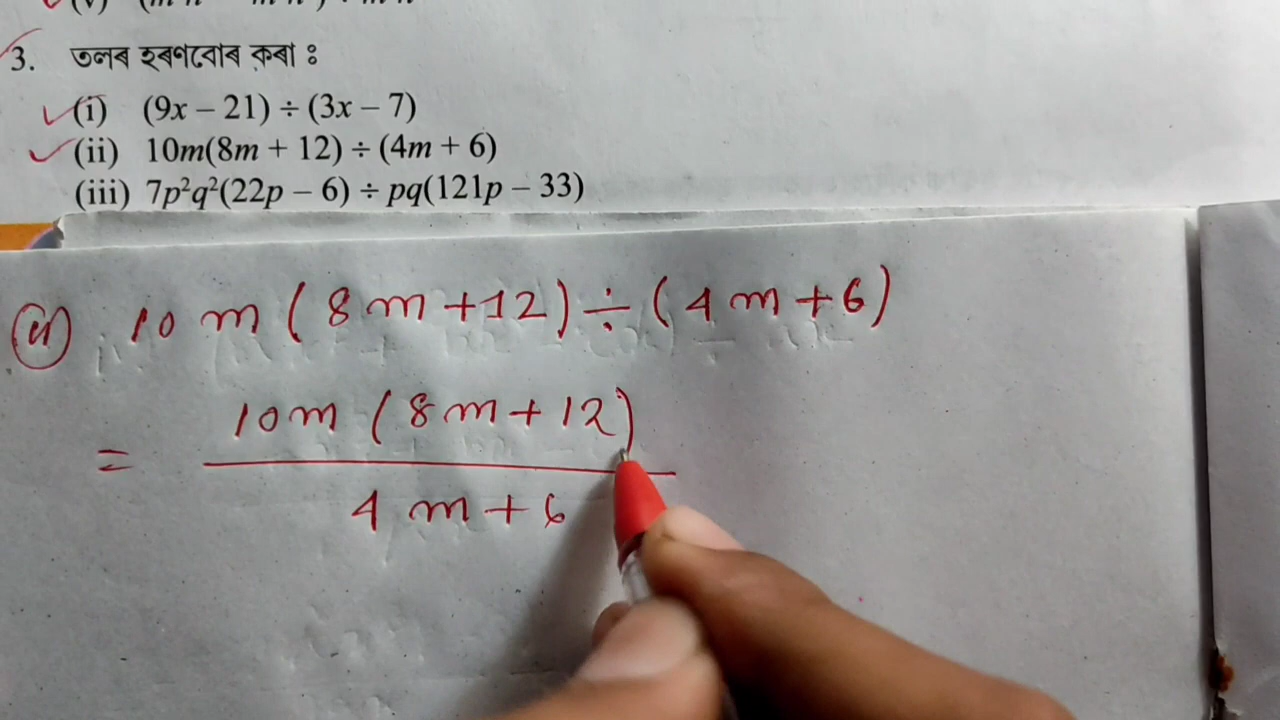 3. তলৰ হৰণবোৰ কৰা :
(i) (9x – 21) ÷ (3x – 7)
(ii) 10m(8m + 12) ÷ (4m + 6)
(iii) 7p²q²(22p – 6) ÷ pq(121p – 33)
(ii) 10m(8m+12)÷(4m+6)
= 10m(8m+12)
4m+6